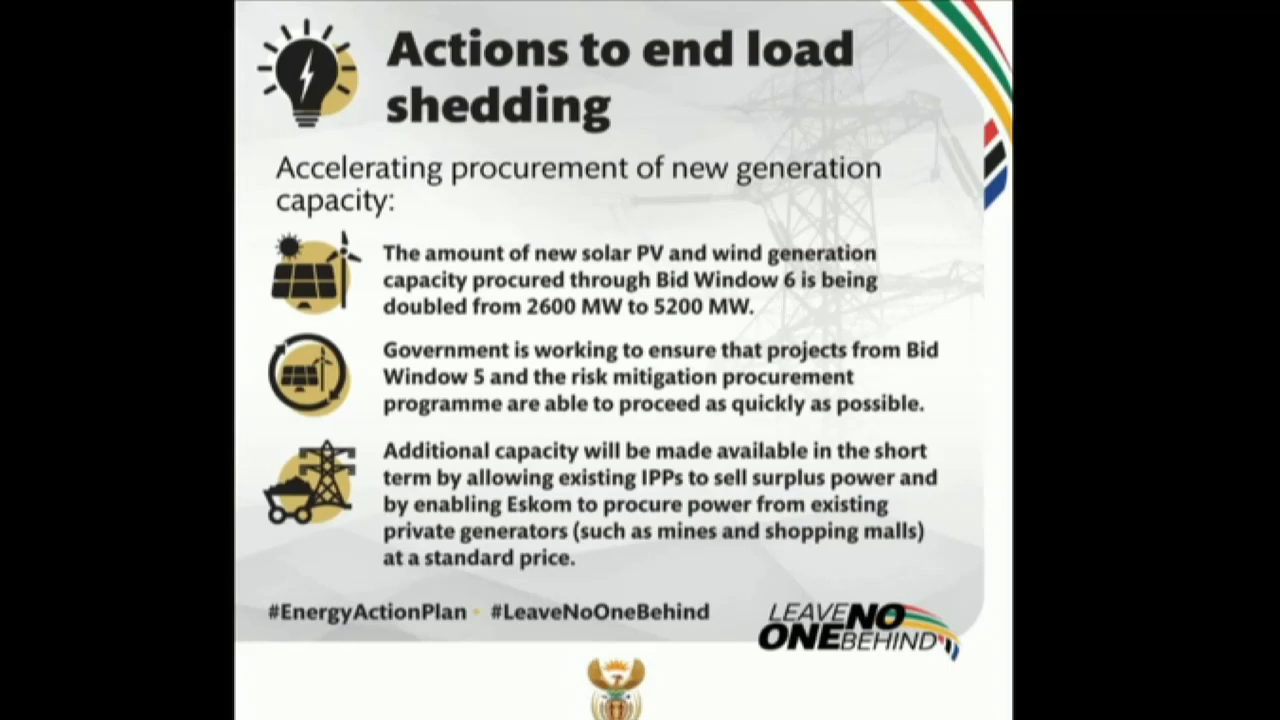 Actions to end load
shedding
Accelerating procurement of new generation
capacity:
The amount of new solar PV and wind generation
capacity procured through Bid Window 6 is being
doubled from 2600 MW to 5200 MW.
Government is working to ensure that projects from Bid
Window 5 and the risk mitigation procurement
programme are able to proceed as quickly as possible.
Additional capacity will be made available in the short
term by allowing existing IPPs to sell surplus power and
by enabling Eskom to procure power from existing
private generators (such as mines and shopping malls)
at a standard price.
#EnergyActionPlan • #LeaveNoOneBehind
LEAVE NO
ONE BEHIND